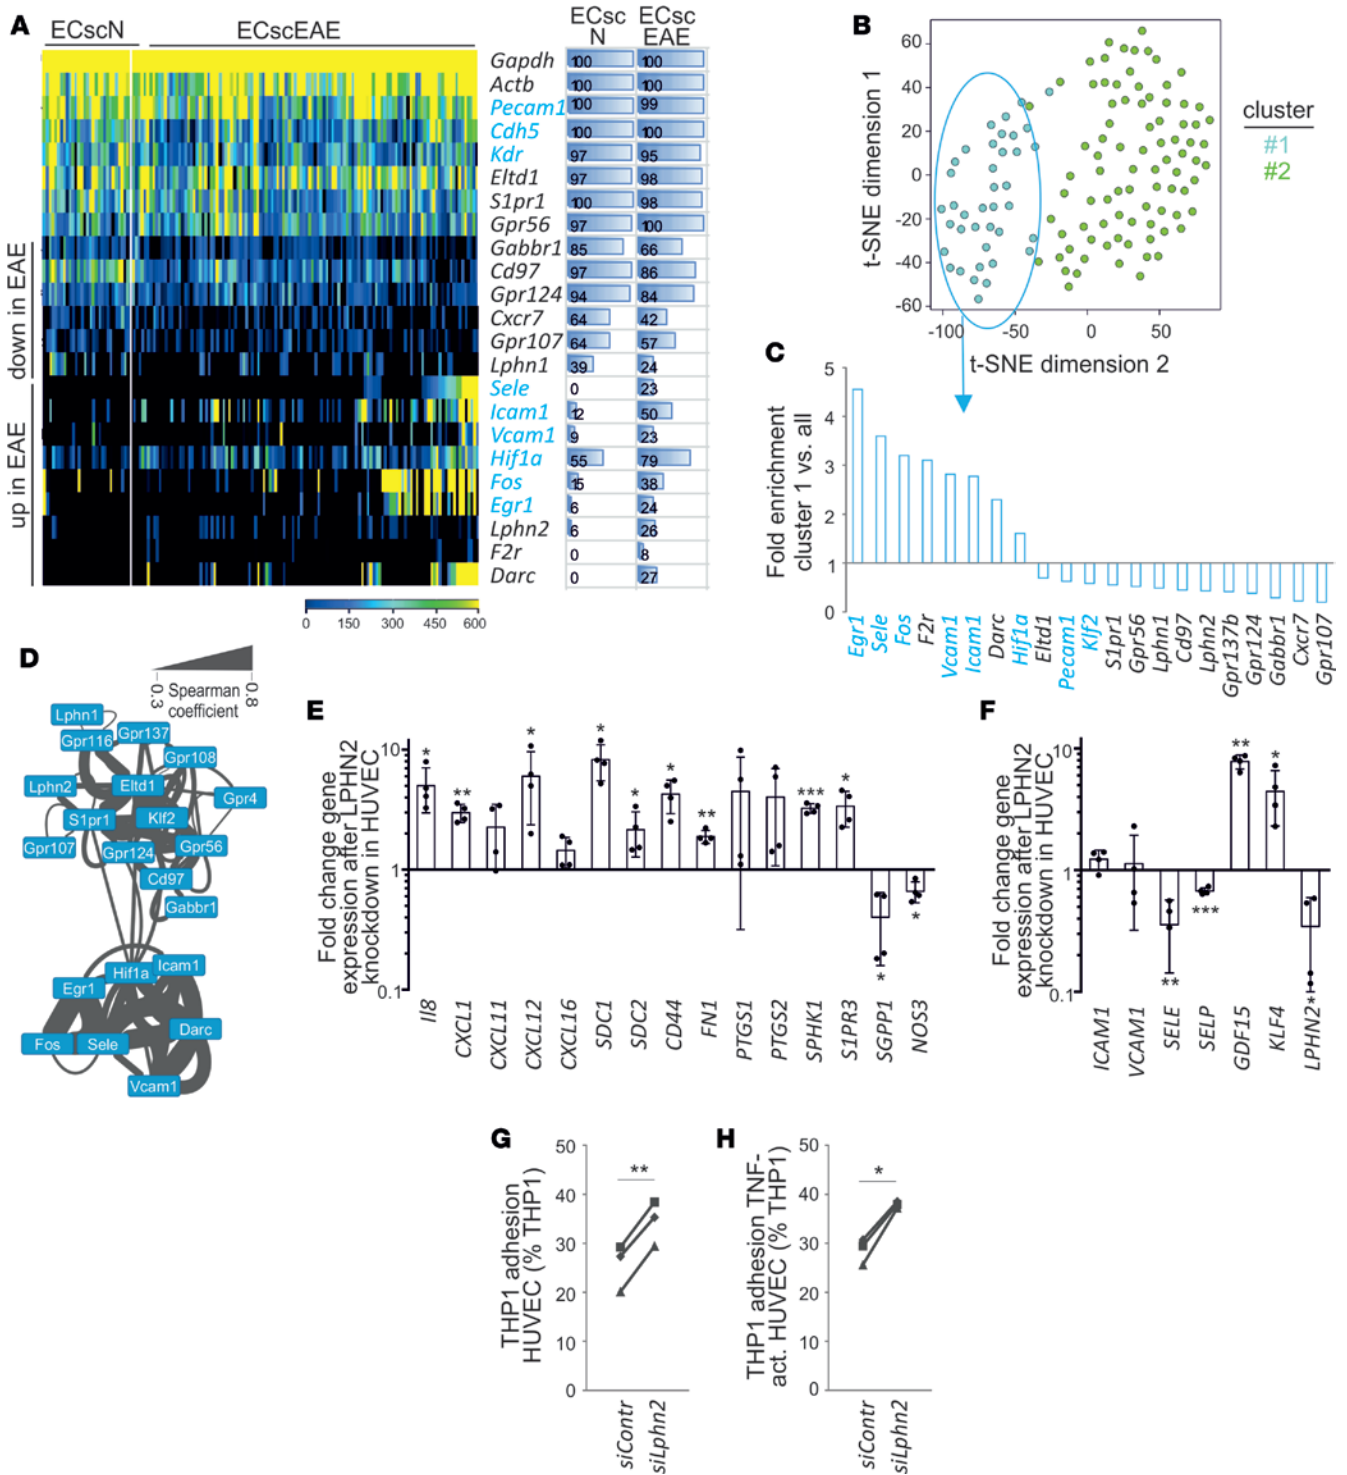 A
ECscN
ECscEAE
ECsc
N
ECsc
EAE
down in EAE
up in EAE
Gapdh 100 100
Actb 100 100
Pecam1 100 99
Cdh5 100 100
Kdr 97 95
Eltd1 97 98
S1pr1 100 98
Gpr56 97 100
Gabbr1 85 66
Cd97 97 86
Gpr124 94 84
Cxcr7 64 42
Gpr107 64 57
Lphn1 39 24
Sele 0 23
Icam1 12 50
Vcam1 9 23
Hif1a 55 79
Fos 15 38
Egr1 6 24
Lphn2 6 26
F2r 0 8
Darc 0 27
0 150 300 450 600
B
t-SNE dimension 1
60
40
20
0
-20
-40
-60
-100 -50 0 50
t-SNE dimension 2
cluster
#1
#2
C
Fold enrichment
cluster 1 vs. all
5
4
3
2
1
0
Egr1
Sele
Fos
F2r
Vcam1
Icam1
Darc
Hif1a
Eltd1
Pecam1
Klf2
S1pr1
Gpr56
Lphn1
Cd97
Lphn2
Gpr137b
Gpr124
Gabbr1
Cxcr7
Gpr107
D
0.3
0.8
Spearman
coefficient
Lphn1
Gpr116
Gpr137
Gpr108
Lphn2
Eltd1
Gpr4
S1pr1
Klf2
Gpr107
Gpr124
Gpr56
Cd97
Gabbr1
Hif1a
Icam1
Egr1
Darc
Fos
Sele
Vcam1
E
Fold change gene
expression after LPHN2
knockdown in HUVEC
10
1
0.1
* ** * * * * ** *** * * *
Il8
CXCL1
CXCL11
CXCL12
CXCL16
SDC1
SDC2
CD44
FN1
PTGS1
PTGS2
SPHK1
S1PR3
SGPP1
NOS3
F
Fold change gene
expression after LPHN2
knockdown in HUVEC
10
1
0.1
** *** ** * *
ICAM1
VCAM1
SELE
SELP
GDF15
KLF4
LPHN2
G
THP1 adhesion
HUVEC (% THP1)
50
40
30
20
10
0
**
siContr
siLphn2
H
THP1 adhesion TNF-
act. HUVEC (% THP1)
50
40
30
20
10
0
*
siContr
siLphn2